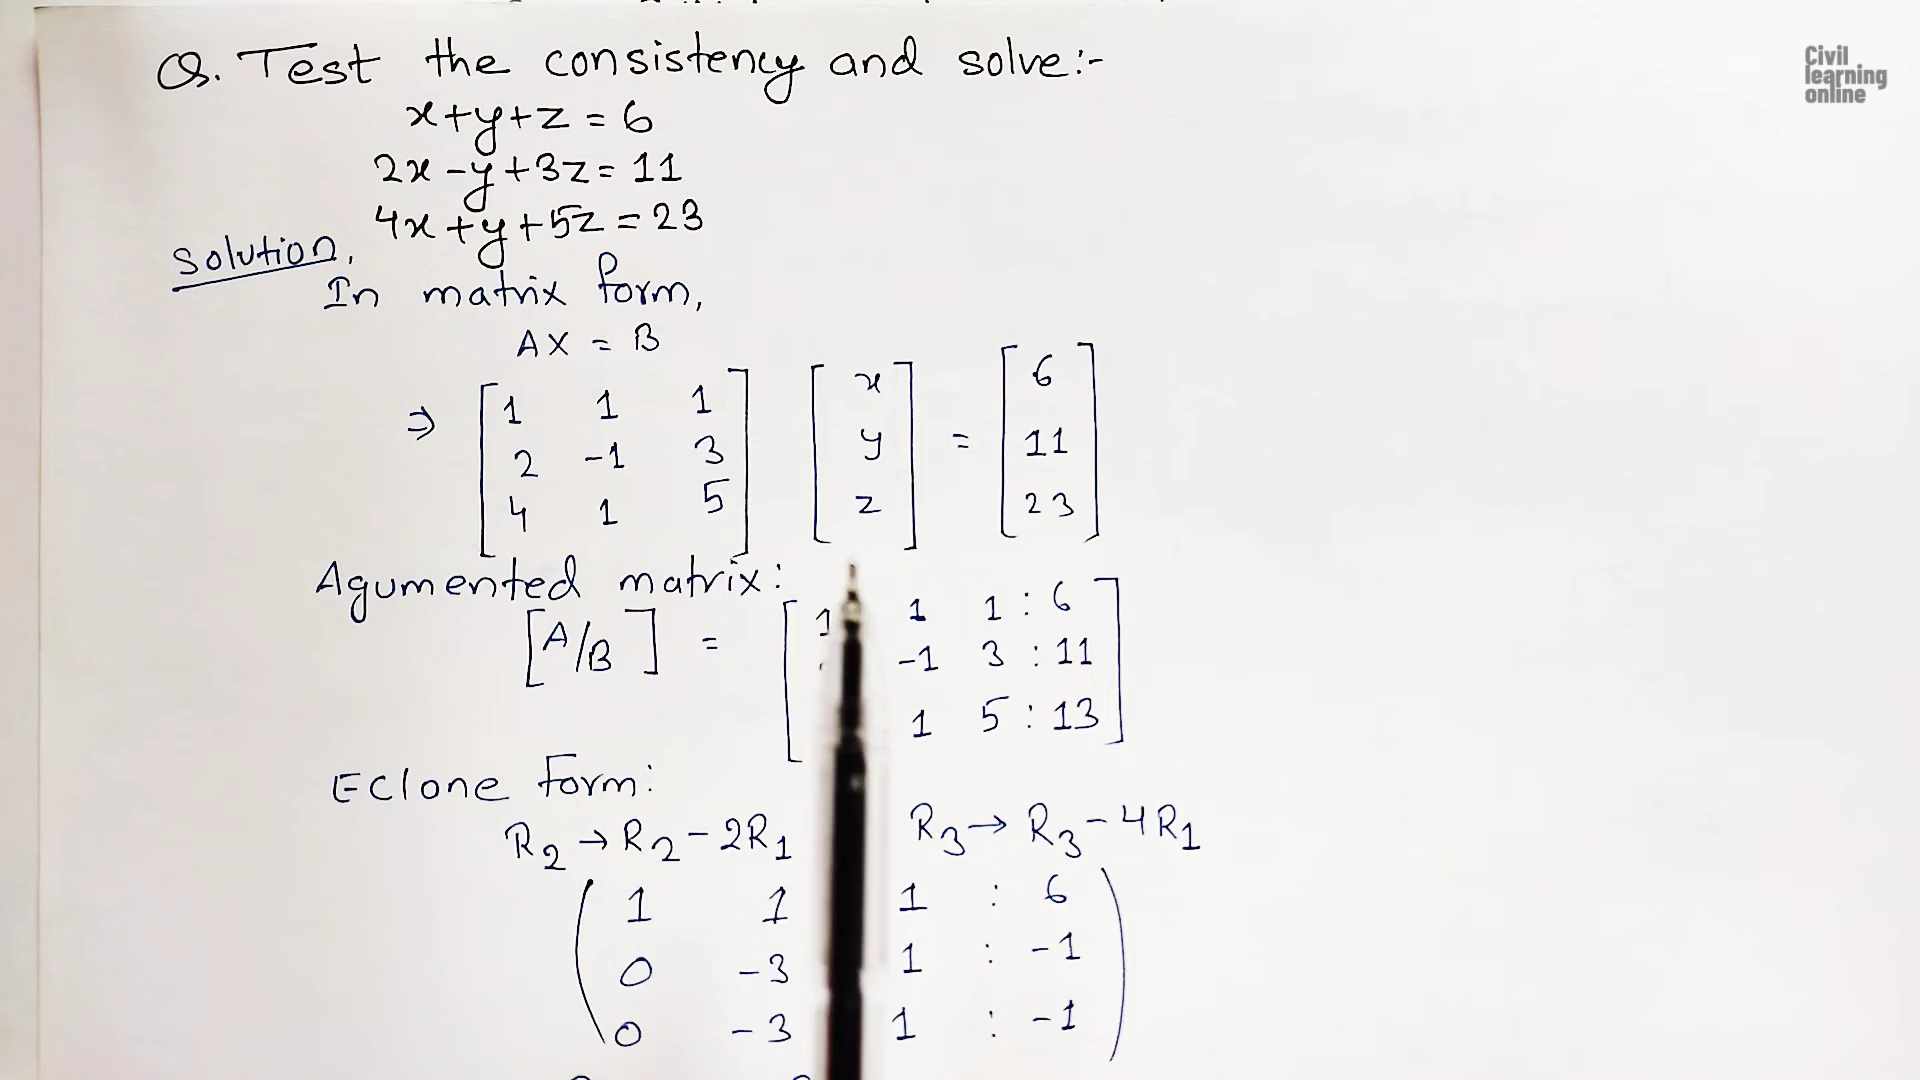 Q. Test the consistency and solve:-
x+y+z = 6
2x-y+3z = 11
4x+y+5z = 23
Solution,
In matrix form,
AX = B
⇒ [1 1 1 [x = [6
2 -1 3 y 11
4 1 5] z] 23]
Agumented matrix:
[A/B] = [1 1 1 : 6
-1 3 : 11
1 5 : 13]
Eclone form:
R2 → R2 - 2R1 R3 → R3 - 4R1
(1 1 1 : 6
0 -3 1 : -1
0 -3 1 : -1)
Civil
learning
online